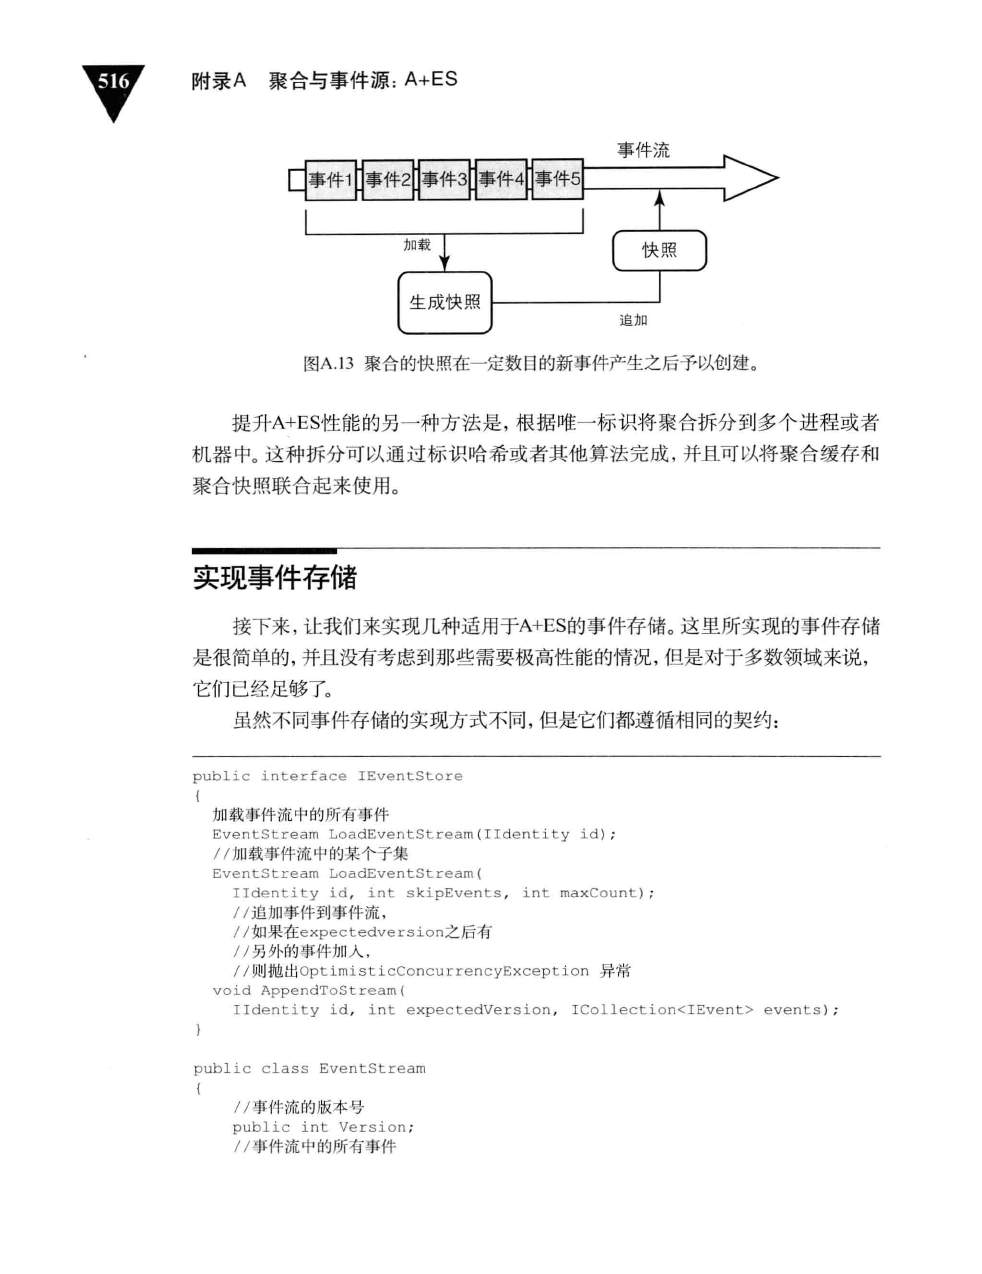 516
附录A 聚合与事件源：A+ES
事件流
事件1 事件2 事件3 事件4 事件5
加载
快照
生成快照
追加
图A.13 聚合的快照在一定数目的新事件产生之后予以创建。
提升A+ES性能的另一种方法是，根据唯一标识将聚合拆分到多个进程或者
机器中。这种拆分可以通过标识哈希或者其他算法完成，并且可以将聚合缓存和
聚合快照联合起来使用。
实现事件存储
接下来，让我们来实现几种适用于A+ES的事件存储。这里所实现的事件存储
是很简单的，并且没有考虑到那些需要极高性能的情况，但是对于多数领域来说，
它们已经足够了。
虽然不同事件存储的实现方式不同，但是它们都遵循相同的契约：
public interface IEventStore
{
加载事件流中的所有事件
EventStream LoadEventStream(IIdentity id);
//加载事件流中的某个子集
EventStream LoadEventStream(
IIdentity id, int skipEvents, int maxCount);
//追加事件到事件流，
//如果在expectedversion之后有
//另外的事件加入，
//则抛出OptimisticConcurrencyException 异常
void AppendToStream(
IIdentity id, int expectedVersion, ICollection<IEvent> events);
}
public class EventStream
{
//事件流的版本号
public int Version;
//事件流中的所有事件